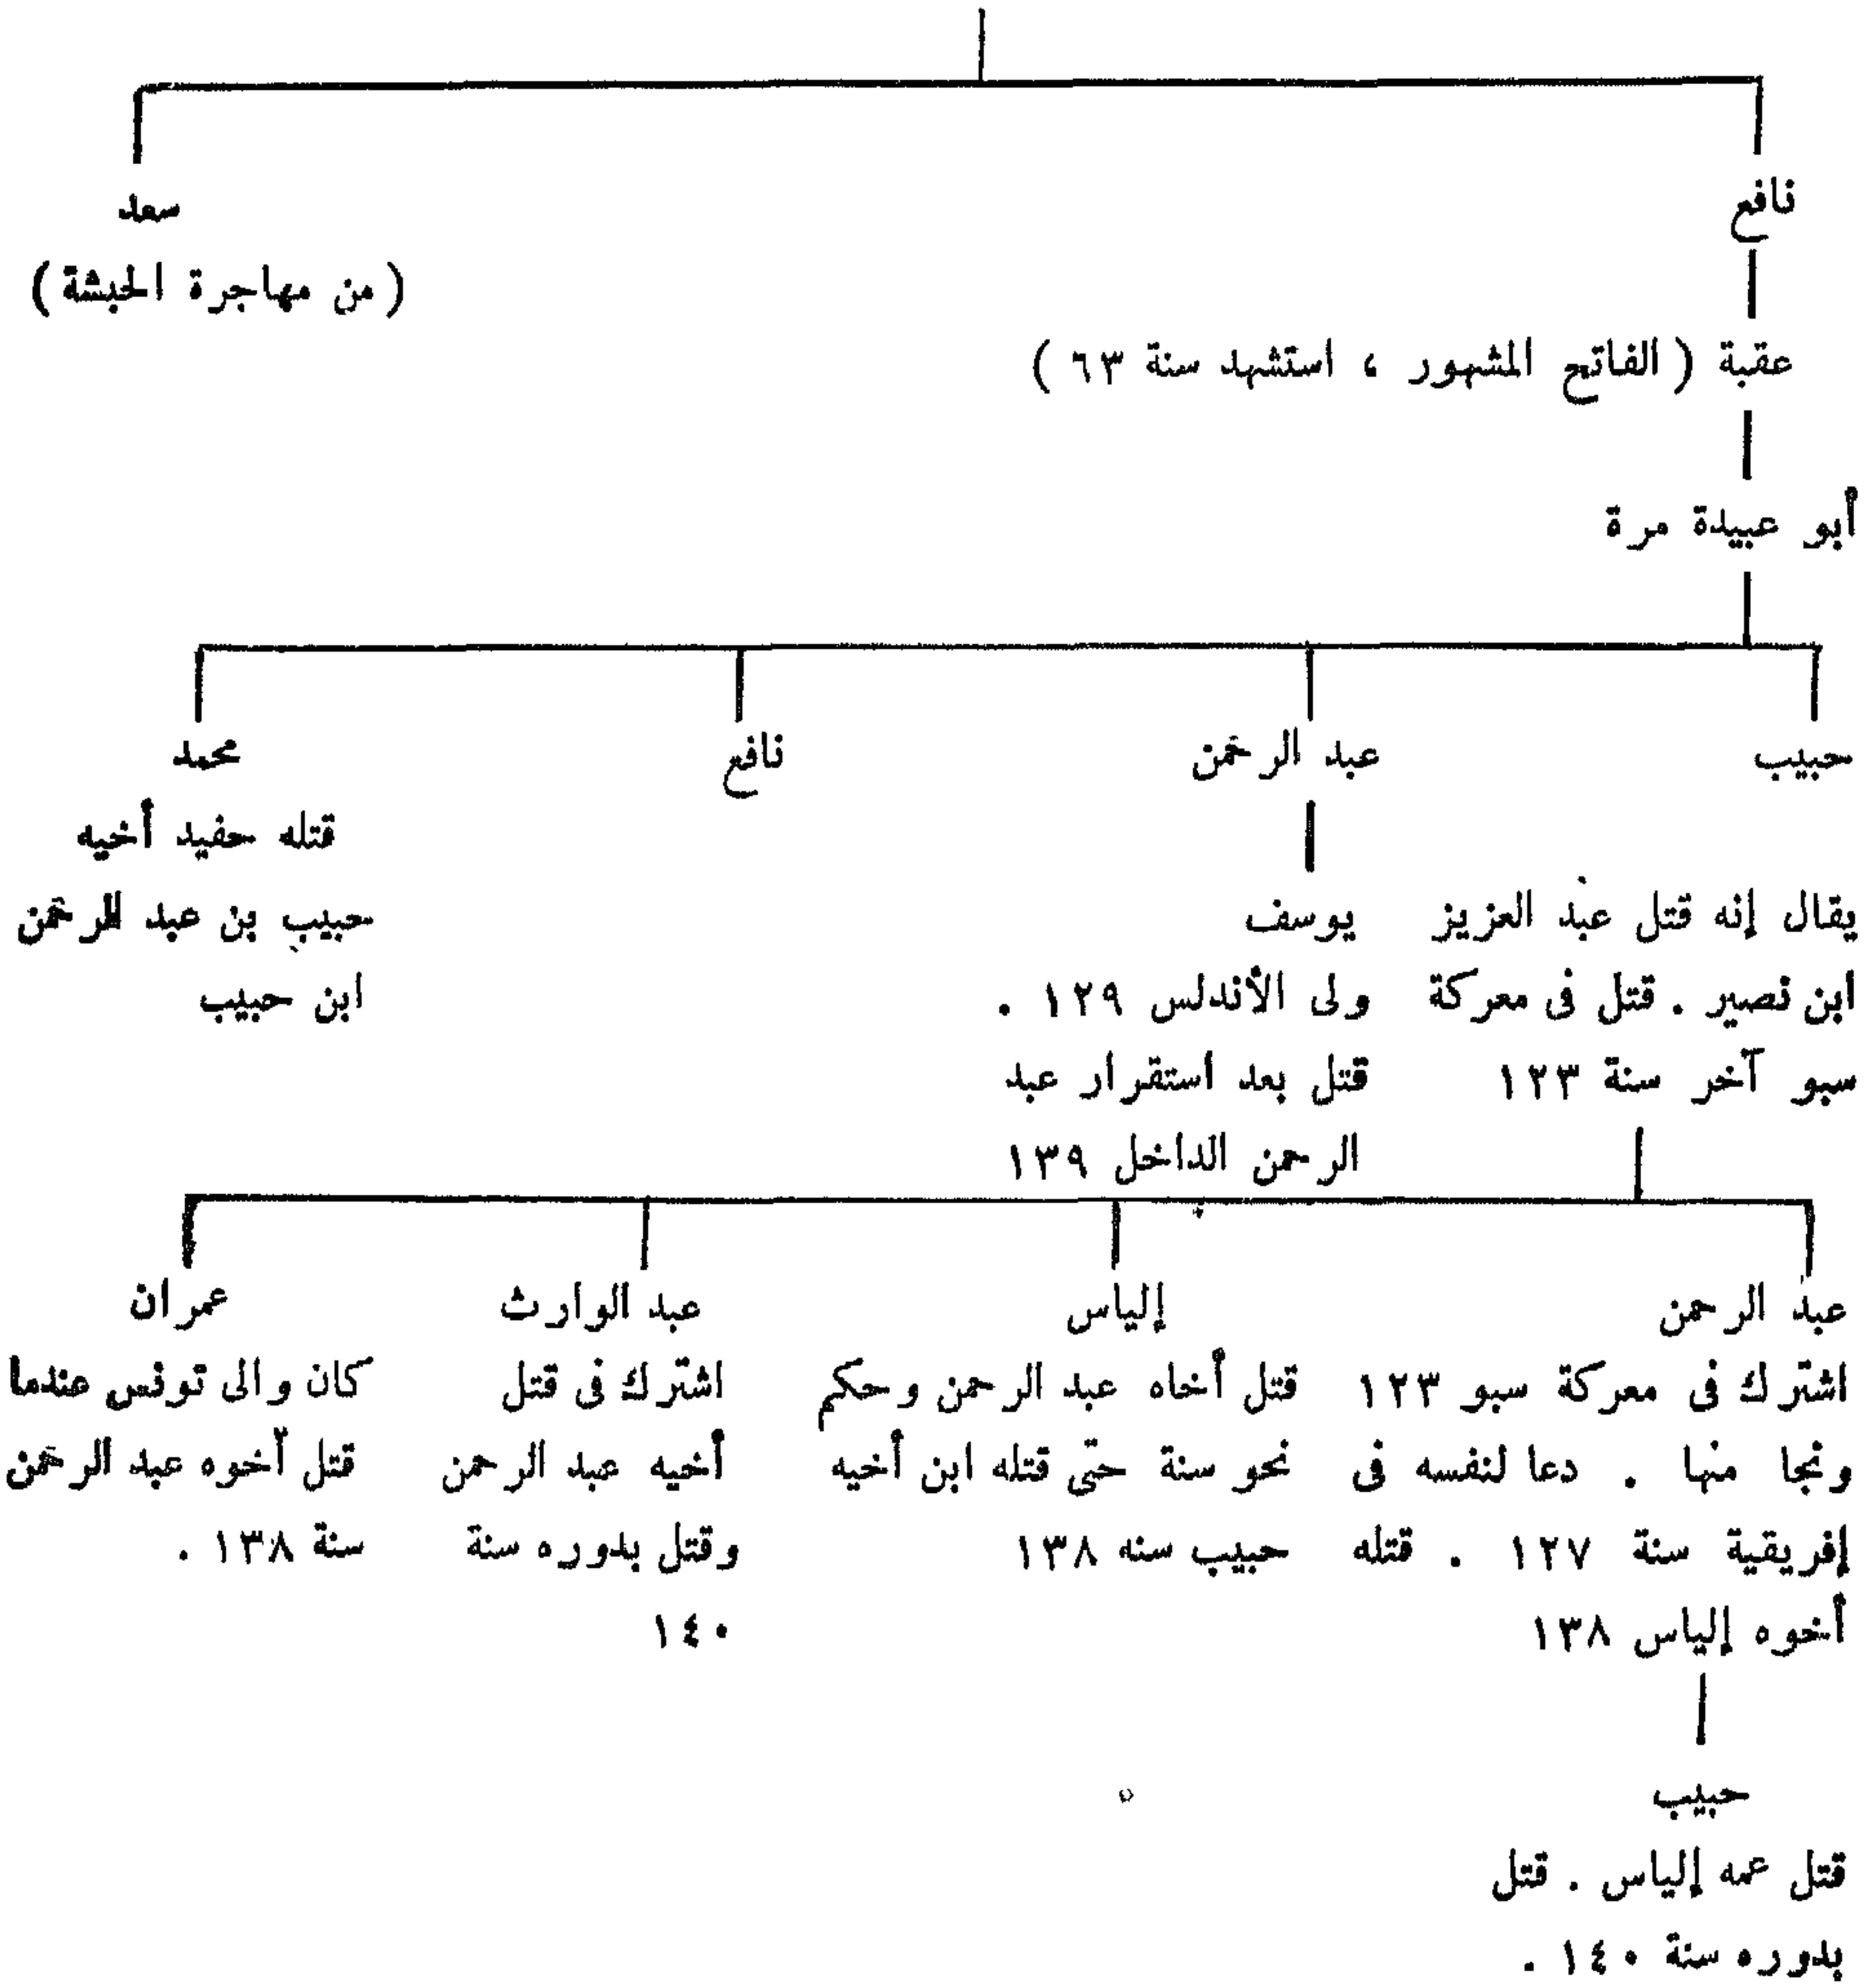 نافع
سعد
(من مهاجرة الحبشة)
عقبة ( الفاتح المشهور ، استشهد سنة ٦٣ )
أبو عبيدة مرة
حبيب
يقال إنه قتل عبد العزيز
ابن نصير . قتل فى معركة
سبو آخر سنة ١٢٣
عبد الرحمن
يوسف
ولى الأندلس ١٢٩ .
قتل بعد استقرار عبد
الرحمن الداخل ١٣٩
نافع
محمد
قتله حفيد أخيه
حبيب بن عبد الرحمن
ابن حبيب
عبد الرحمن
اشترك فى معركة سبو ١٢٣
ونجا منها . دعا لنفسه فى
إفريقية سنة ١٢٧ . قتله
أخوه إلياس ١٣٨
إلياس
قتل أخاه عبد الرحمن وحكم
نحو سنة حتى قتله ابن أخيه
حبيب سنه ١٣٨
عبد الوارث
اشترك فى قتل
أخيه عبد الرحمن
وقتل بدوره سنة
١٤٠
عمران
كان والى تونس عندما
قتل أخوه عبد الرحمن
سنة ١٣٨ .
حبيب
قتل عمه إلياس . قتل
بدوره سنة ١٤٠ .